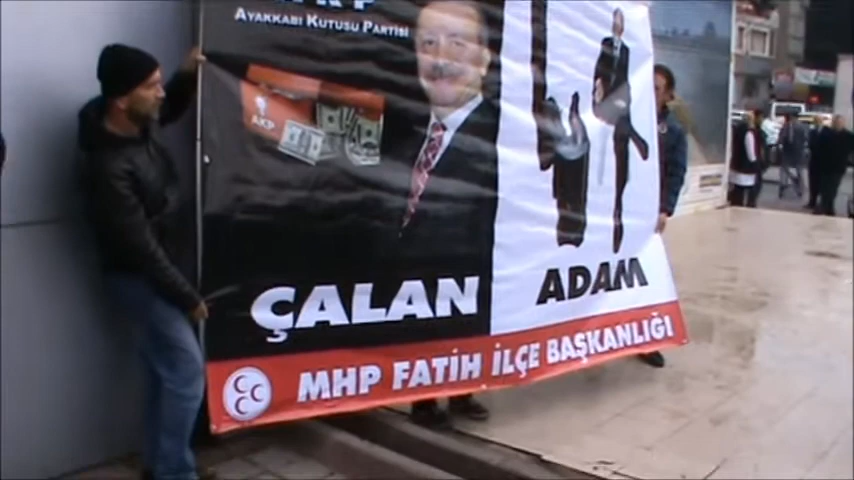 AYAKKABI KUTUSU PARTİSİ
AKP
ÇALAN
ADAM
MHP FATİH İLÇE BAŞKANLIĞI